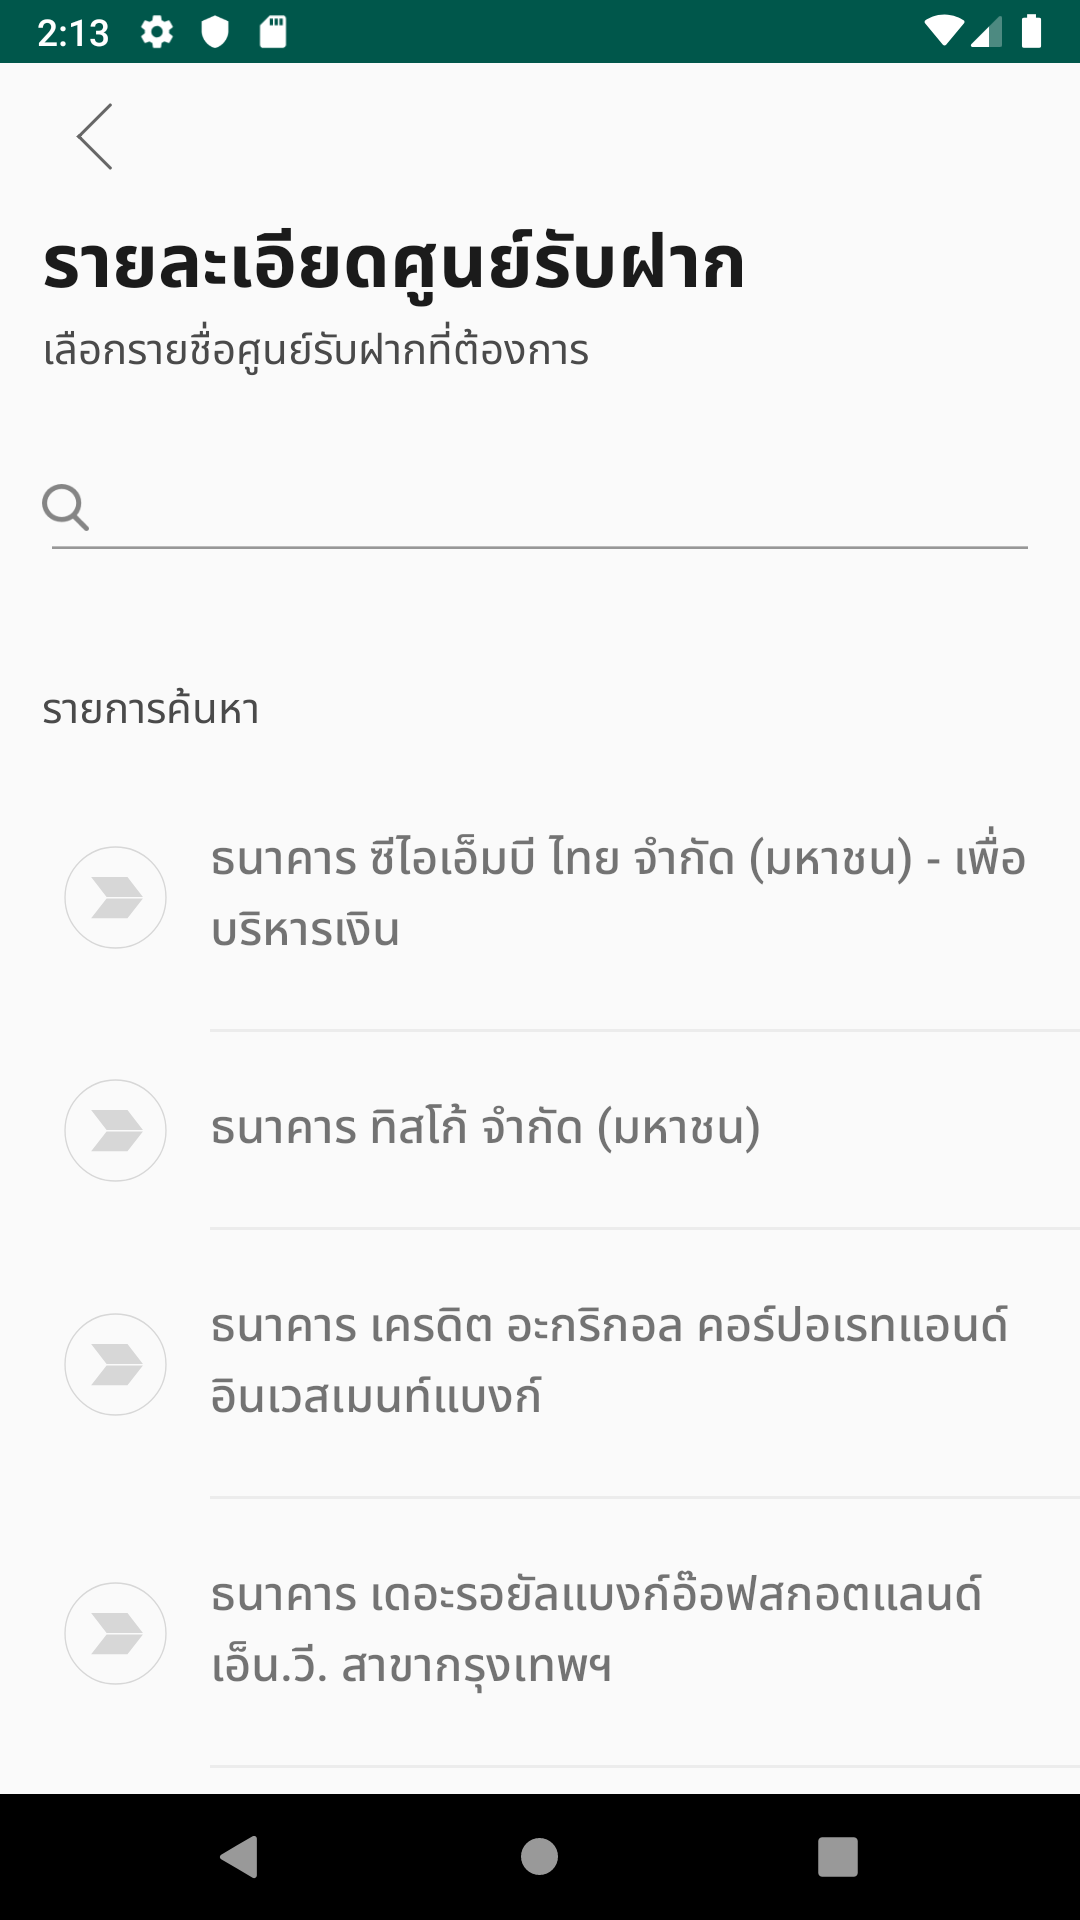 2:13
รายละเอียดศูนย์รับฝาก
เลือกรายชื่อศูนย์รับฝากที่ต้องการ
รายการค้นหา
ธนาคาร ซีไอเอ็มบี ไทย จำกัด (มหาชน) - เพื่อ
บริหารเงิน
ธนาคาร ทิสโก้ จำกัด (มหาชน)
ธนาคาร เครดิต อะกริกอล คอร์ปอเรทแอนด์
อินเวสเมนท์แบงก์
ธนาคาร เดอะรอยัลแบงก์อ๊อฟสกอตแลนด์
เอ็น.วี. สาขากรุงเทพฯ